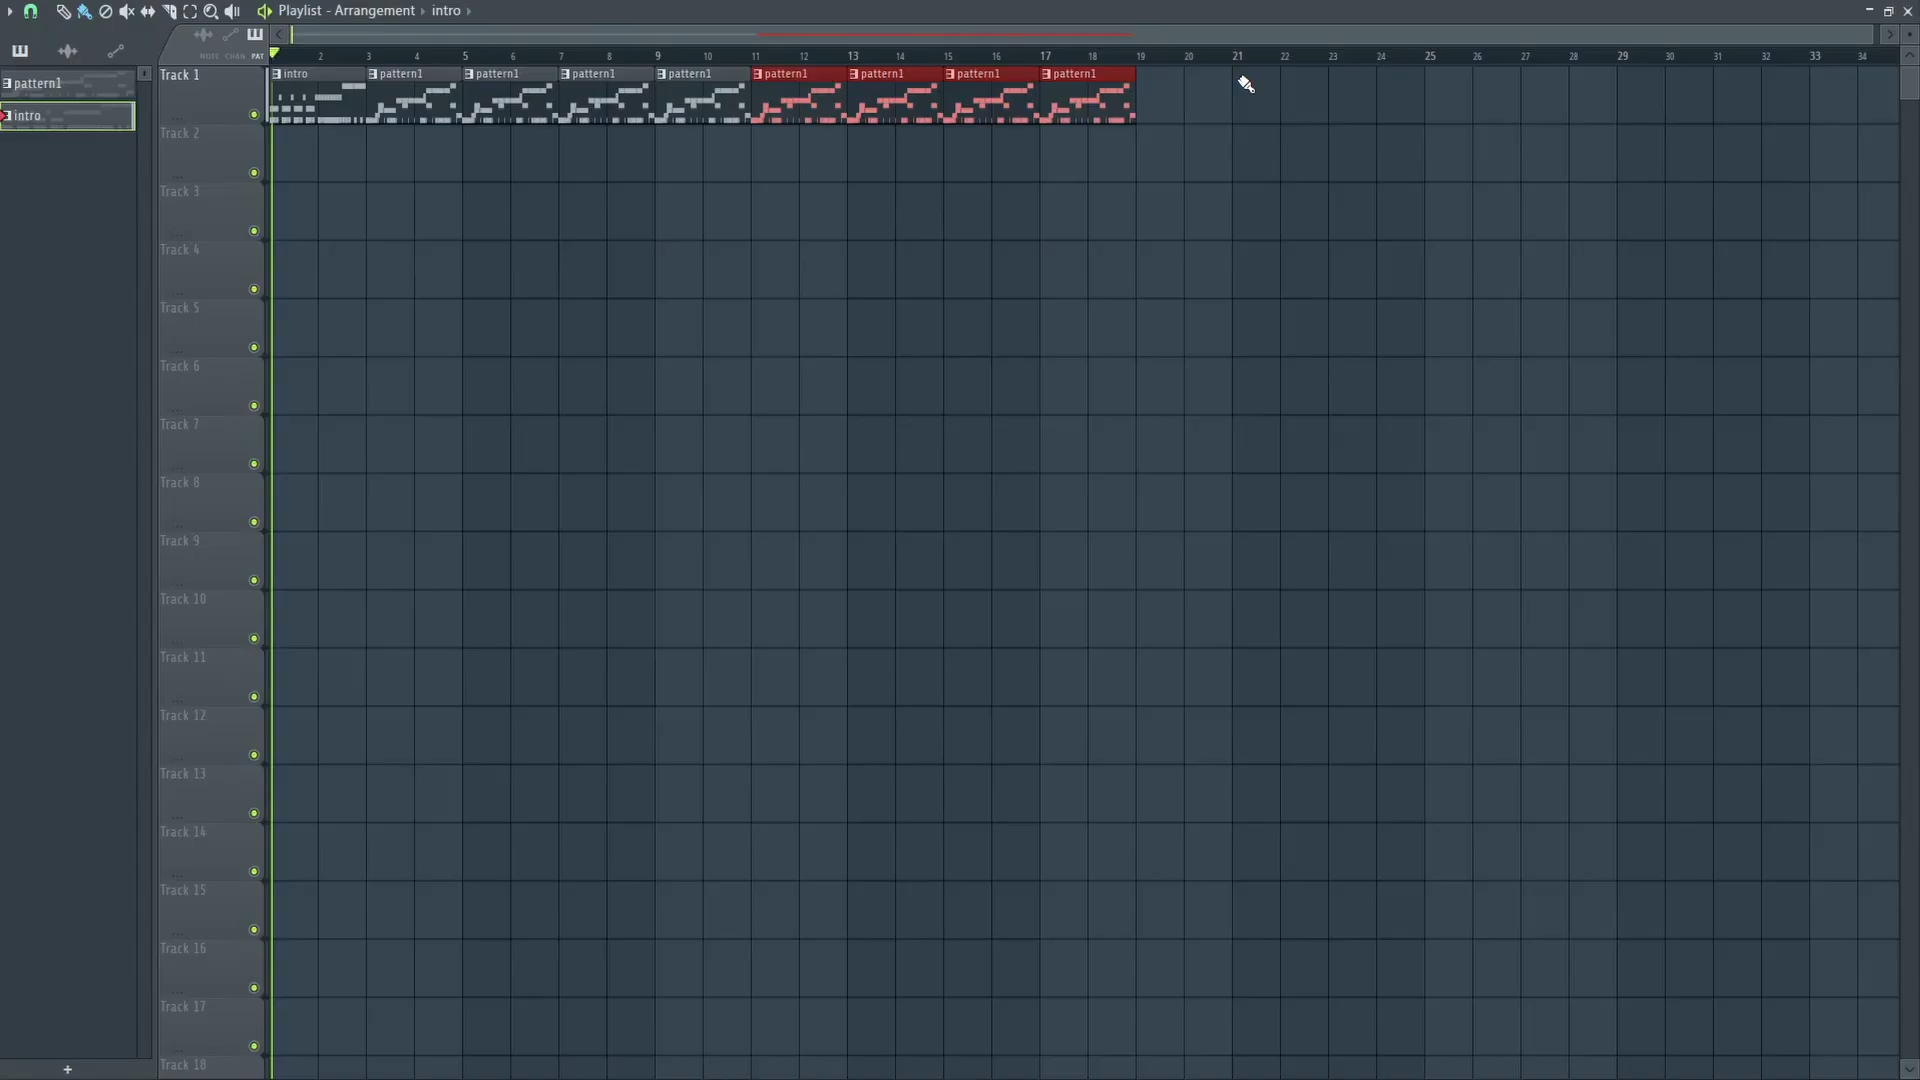 Playlist - Arrangement › intro ›
NOTE CHAN PAT
2 3 4 5 6 7 8 9 10 11 12 13 14 15 16 17 18 19 20 21 22 23 24 25 26 27 28 29 30 31 32 33 34
pattern1
intro
Track 1
intro pattern1 pattern1 pattern1 pattern1 pattern1 pattern1 pattern1 pattern1
Track 2
Track 3
Track 4
Track 5
Track 6
Track 7
Track 8
Track 9
Track 10
Track 11
Track 12
Track 13
Track 14
Track 15
Track 16
Track 17
Track 18